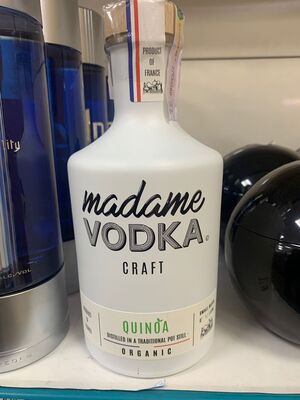 PRODUCT
OF
FRANCE
madame
VODKA
CRAFT
QUINOA
DISTILLED IN A TRADITIONAL POT STILL
ORGANIC